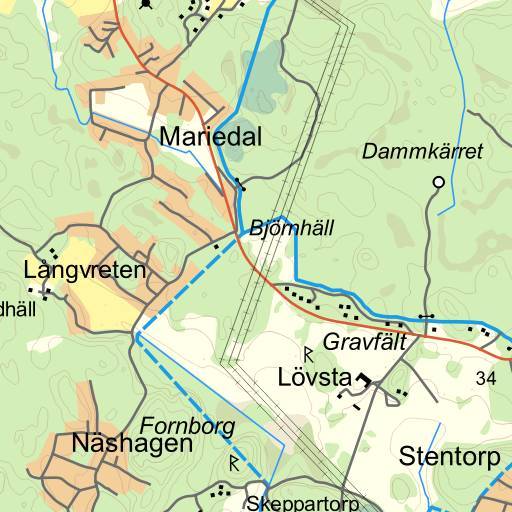 Mariedal
Dammkärret
Björnhäll
Långvreten
dhäll
Gravfält
Lövsta
34
Fornborg
Näshagen
Stentorp
Skeppartorp